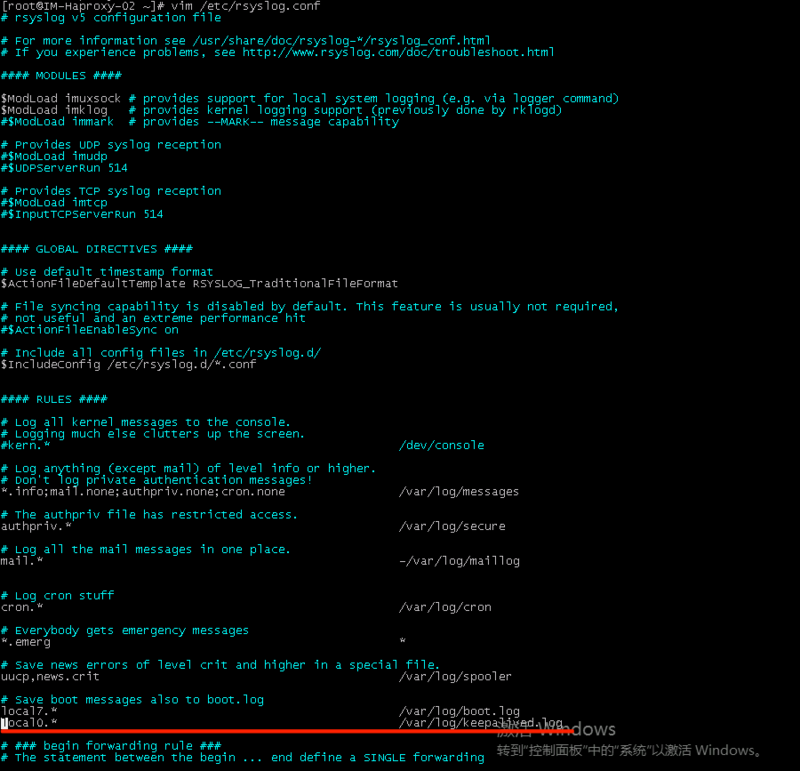 [root@IM-Haproxy-02 ~]# vim /etc/rsyslog.conf
# rsyslog v5 configuration file
# For more information see /usr/share/doc/rsyslog-*/rsyslog_conf.html
# If you experience problems, see http://www.rsyslog.com/doc/troubleshoot.html
#### MODULES ####
$ModLoad imuxsock # provides support for local system logging (e.g. via logger command)
$ModLoad imklog   # provides kernel logging support (previously done by rklogd)
#$ModLoad immark  # provides --MARK-- message capability
# Provides UDP syslog reception
#$ModLoad imudp
#$UDPServerRun 514
# Provides TCP syslog reception
#$ModLoad imtcp
#$InputTCPServerRun 514
#### GLOBAL DIRECTIVES ####
# Use default timestamp format
$ActionFileDefaultTemplate RSYSLOG_TraditionalFileFormat
# File syncing capability is disabled by default. This feature is usually not required,
# not useful and an extreme performance hit
#$ActionFileEnableSync on
# Include all config files in /etc/rsyslog.d/
$IncludeConfig /etc/rsyslog.d/*.conf
#### RULES ####
# Log all kernel messages to the console.
# Logging much else clutters up the screen.
#kern.* /dev/console
# Log anything (except mail) of level info or higher.
# Don't log private authentication messages!
*.info;mail.none;authpriv.none;cron.none /var/log/messages
# The authpriv file has restricted access.
authpriv.* /var/log/secure
# Log all the mail messages in one place.
mail.* -/var/log/maillog
# Log cron stuff
cron.* /var/log/cron
# Everybody gets emergency messages
*.emerg *
# Save news errors of level crit and higher in a special file.
uucp,news.crit /var/log/spooler
# Save boot messages also to boot.log
local7.* /var/log/boot.log
local0.* /var/log/keepalived.log
激活 Windows
# ### begin forwarding rule ###
转到"控制面板"中的"系统"以激活 Windows。
# The statement between the begin ... end define a SINGLE forwarding